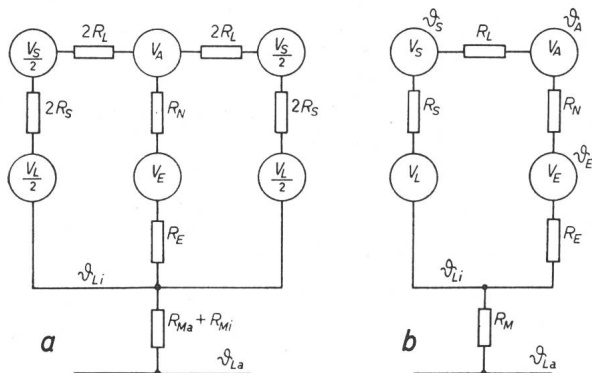 2R_L 2R_L
V_S/2 V_A V_S/2
2R_S R_N 2R_S
V_L/2 V_E V_L/2
R_E
ϑ_Li
R_Ma + R_Mi
a ϑ_La
ϑ_S R_L ϑ_A
V_S V_A
R_S R_N
ϑ_E
V_L V_E
R_E
ϑ_Li
R_M
b ϑ_La